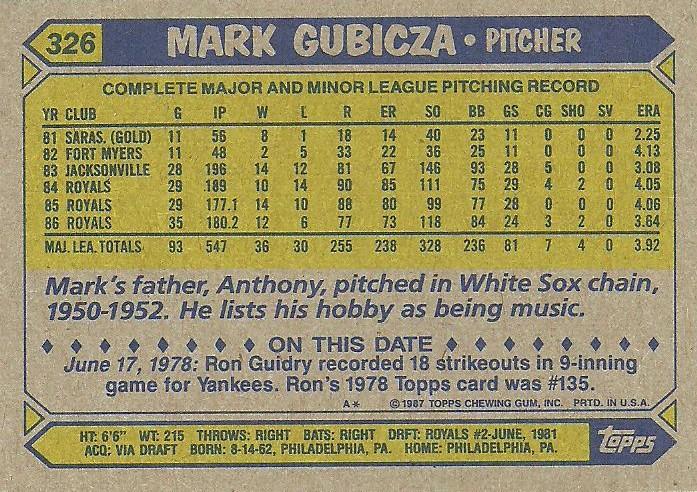 326 MARK GUBICZA • PITCHER
COMPLETE MAJOR AND MINOR LEAGUE PITCHING RECORD
YR CLUB G IP W L R ER SO BB GS CG SHO SV ERA
81 SARAS. (GOLD) 11 56 8 1 18 14 40 23 11 0 0 0 2.25
82 FORT MYERS 11 48 2 5 33 22 36 25 11 0 0 0 4.13
83 JACKSONVILLE 28 196 14 12 81 67 146 93 28 5 0 0 3.08
84 ROYALS 29 189 10 14 90 85 111 75 29 4 2 0 4.05
85 ROYALS 29 177.1 14 10 88 80 99 77 28 0 0 0 4.06
86 ROYALS 35 180.2 12 6 77 73 118 84 24 3 2 0 3.64
MAJ. LEA. TOTALS 93 547 36 30 255 238 328 236 81 7 4 0 3.92
Mark's father, Anthony, pitched in White Sox chain,
1950-1952. He lists his hobby as being music.
ON THIS DATE
June 17, 1978: Ron Guidry recorded 18 strikeouts in 9-inning
game for Yankees. Ron's 1978 Topps card was #135.
A* © 1987 TOPPS CHEWING GUM, INC. PRTD. IN U.S.A.
HT: 6'6" WT: 215 THROWS: RIGHT BATS: RIGHT DRFT: ROYALS #2-JUNE, 1981
ACQ: VIA DRAFT BORN: 8-14-62, PHILADELPHIA, PA. HOME: PHILADELPHIA, PA.
topps